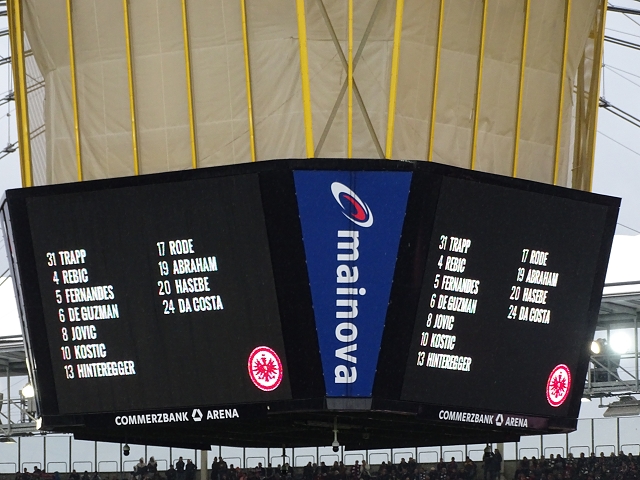 31 TRAPP
4 REBIC
5 FERNANDES
6 DE GUZMAN
8 JOVIC
10 KOSTIC
13 HINTEREGGER
17 RODE
19 ABRAHAM
20 HASEBE
24 DA COSTA
COMMERZBANK ARENA
mainova
31 TRAPP
4 REBIC
5 FERNANDES
6 DE GUZMAN
8 JOVIC
10 KOSTIC
13 HINTEREGGER
17 RODE
19 ABRAHAM
20 HASEBE
24 DA COSTA
COMMERZBANK ARENA